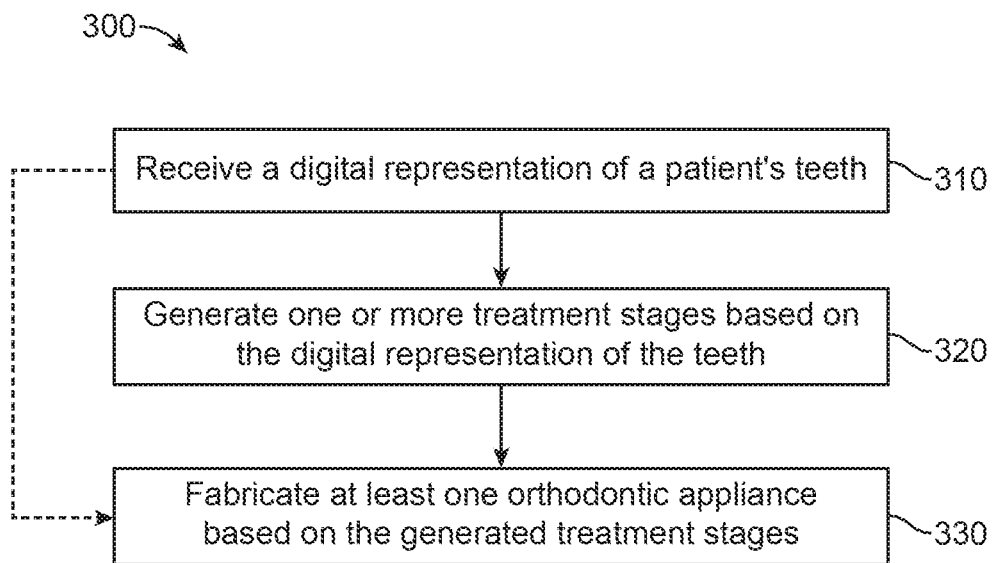 300
Receive a digital representation of a patient's teeth
310
Generate one or more treatment stages based on
the digital representation of the teeth
320
Fabricate at least one orthodontic appliance
based on the generated treatment stages
330